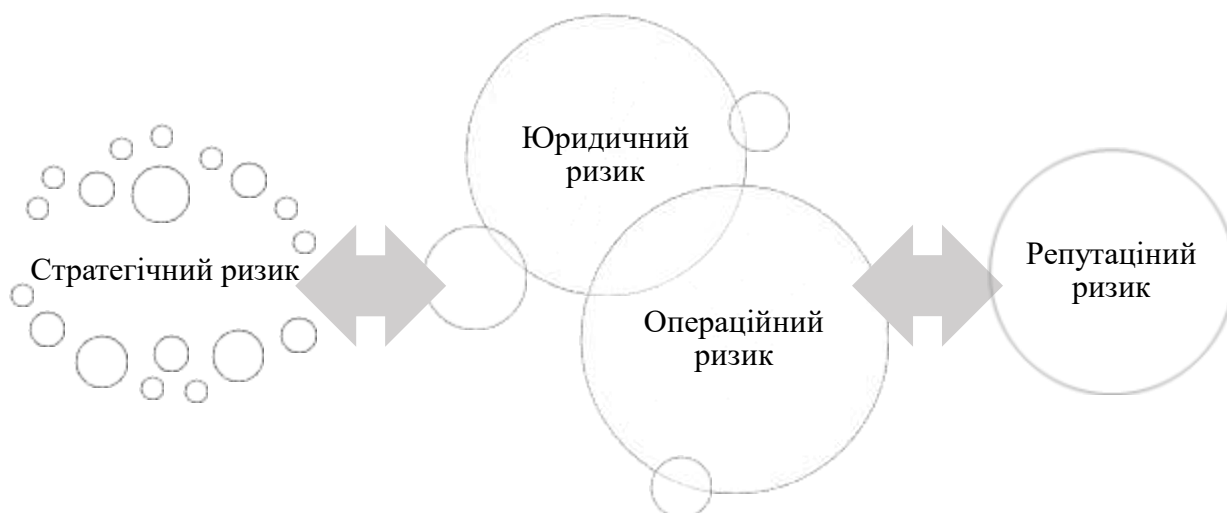 Стратегічний ризик
Юридичний
ризик
Операційний
ризик
Репутаціний
ризик